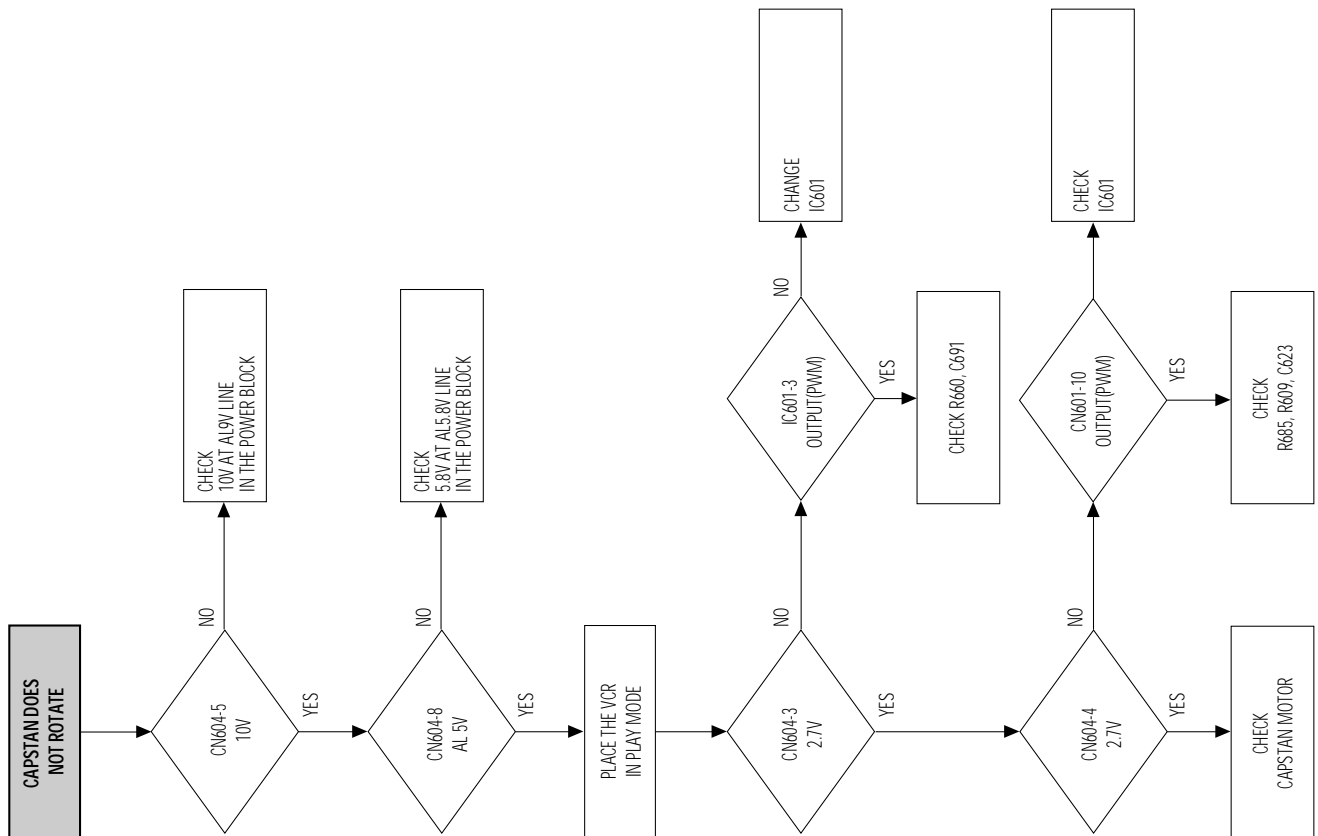 CAPSTAN DOES
NOT ROTATE
CN604-5
10V
NO
CHECK
10V AT AL9V LINE
IN THE POWER BLOCK
YES
CN604-8
AL 5V
NO
CHECK
5.8V AT AL5.8V LINE
IN THE POWER BLOCK
YES
PLACE THE VCR
IN PLAY MODE
CN604-3
2.7V
NO
IC601-3
OUTPUT(PWM)
NO
CHANGE
IC601
YES
CHECK R660, C691
YES
CN604-4
2.7V
NO
CN601-10
OUTPUT(PWM)
CHECK
IC601
YES
CHECK
R685, R609, C623
YES
CHECK
CAPSTAN MOTOR